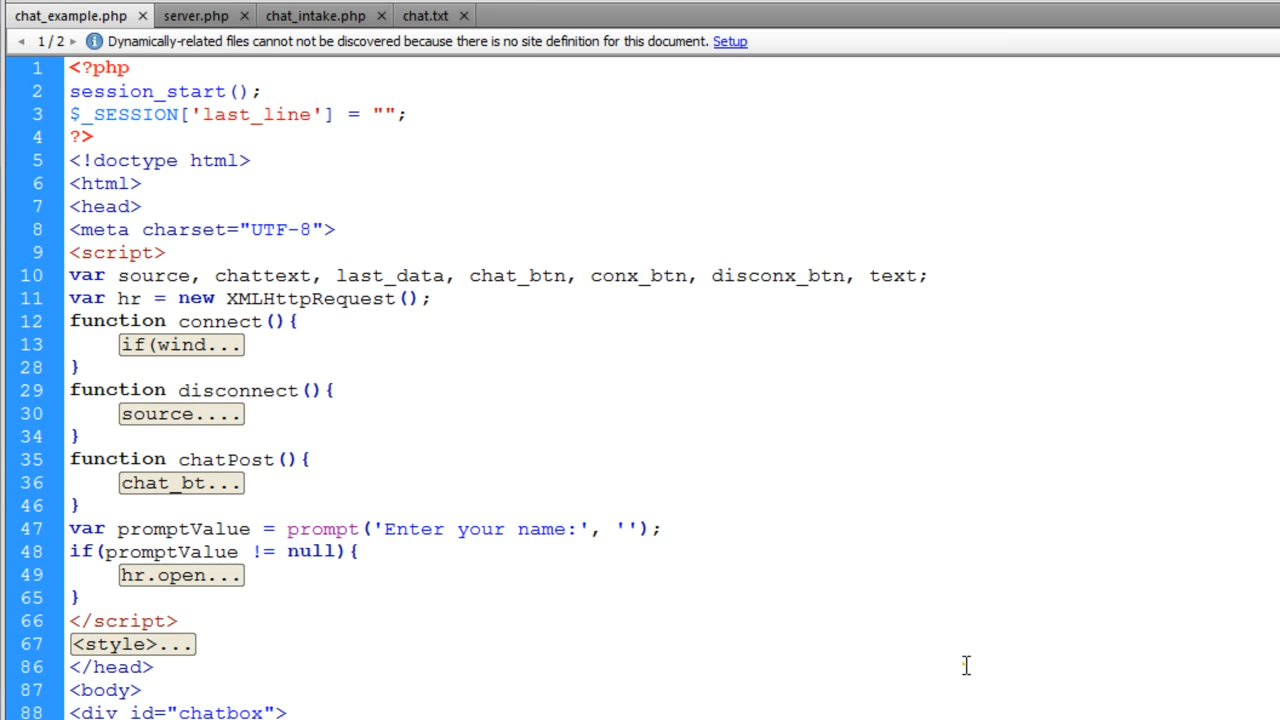 chat_example.php × server.php × chat_intake.php × chat.txt ×
1 / 2 Dynamically-related files cannot not be discovered because there is no site definition for this document. Setup
1 <?php
2 session_start();
3 $_SESSION['last_line'] = "";
4 ?>
5 <!doctype html>
6 <html>
7 <head>
8 <meta charset="UTF-8">
9 <script>
10 var source, chattext, last_data, chat_btn, conx_btn, disconx_btn, text;
11 var hr = new XMLHttpRequest();
12 function connect(){
13 if(wind...
28 }
29 function disconnect(){
30 source....
34 }
35 function chatPost(){
36 chat_bt...
46 }
47 var promptValue = prompt('Enter your name:', '');
48 if(promptValue != null){
49 hr.open...
65 }
66 </script>
67 <style>...
86 </head>
87 <body>
88 <div id="chatbox">